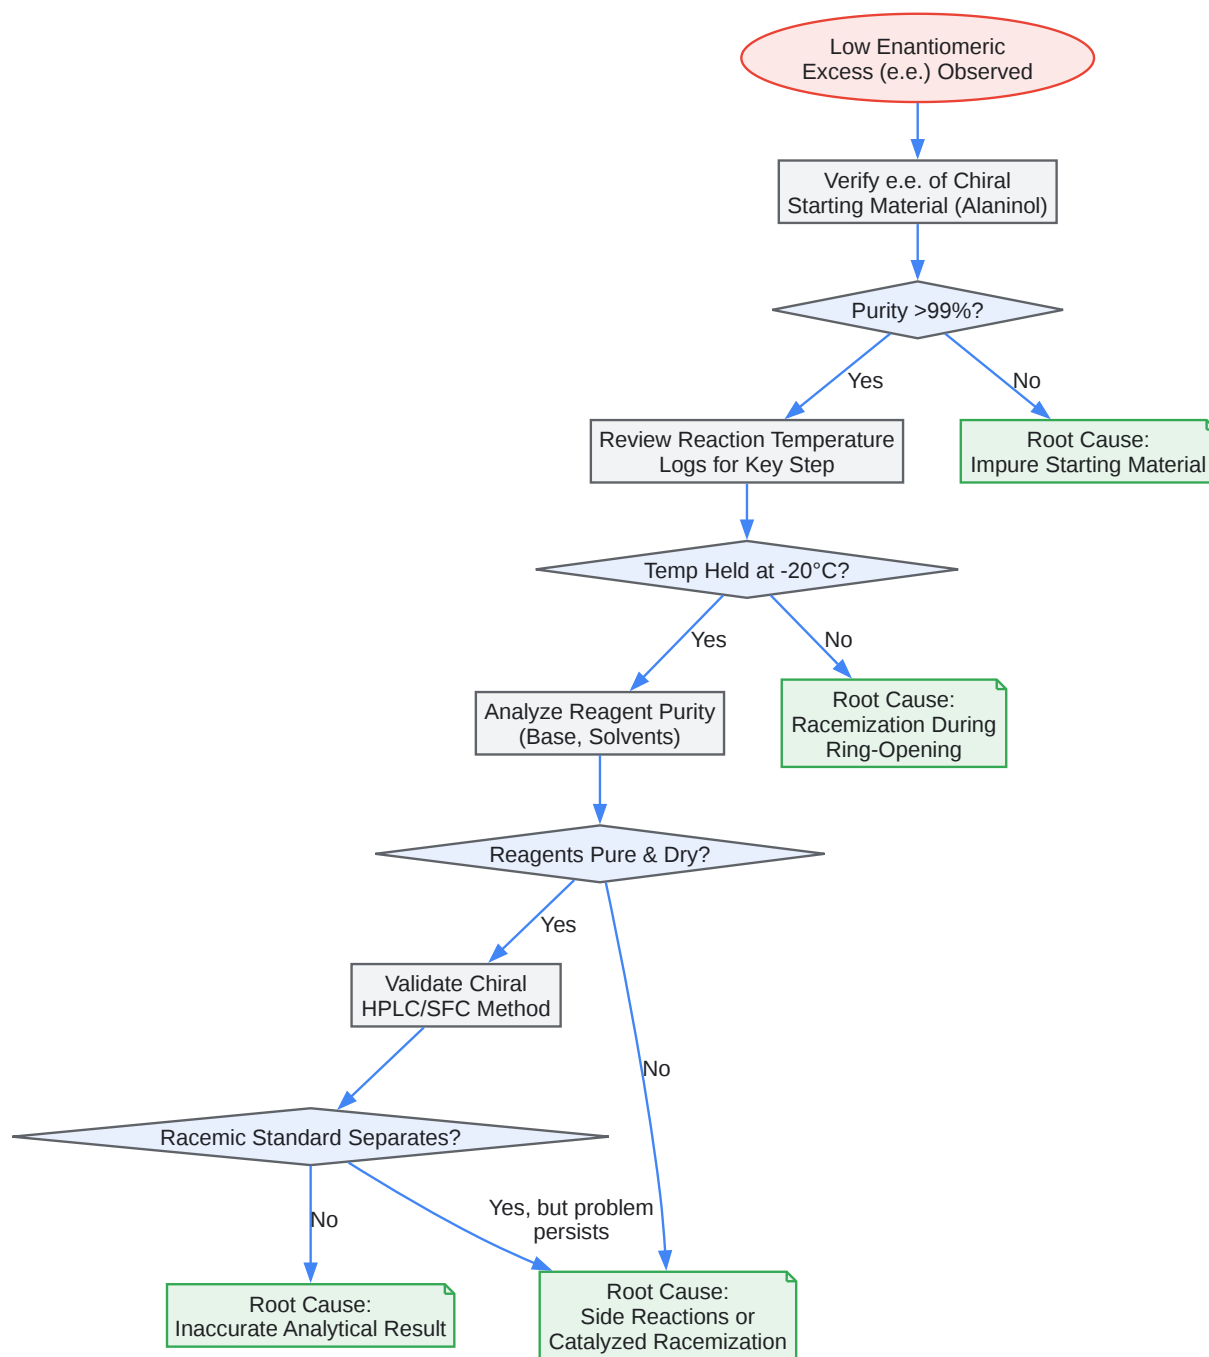 Low Enantiomeric
Excess (e.e.) Observed
Verify e.e. of Chiral
Starting Material (Alaninol)
Purity >99%?
Yes
No
Review Reaction Temperature
Logs for Key Step
Root Cause:
Impure Starting Material
Temp Held at -20°C?
Yes
No
Analyze Reagent Purity
(Base, Solvents)
Root Cause:
Racemization During
Ring-Opening
Reagents Pure & Dry?
Yes
Validate Chiral
HPLC/SFC Method
No
Racemic Standard Separates?
No
Yes, but problem
persists
Root Cause:
Inaccurate Analytical Result
Root Cause:
Side Reactions or
Catalyzed Racemization